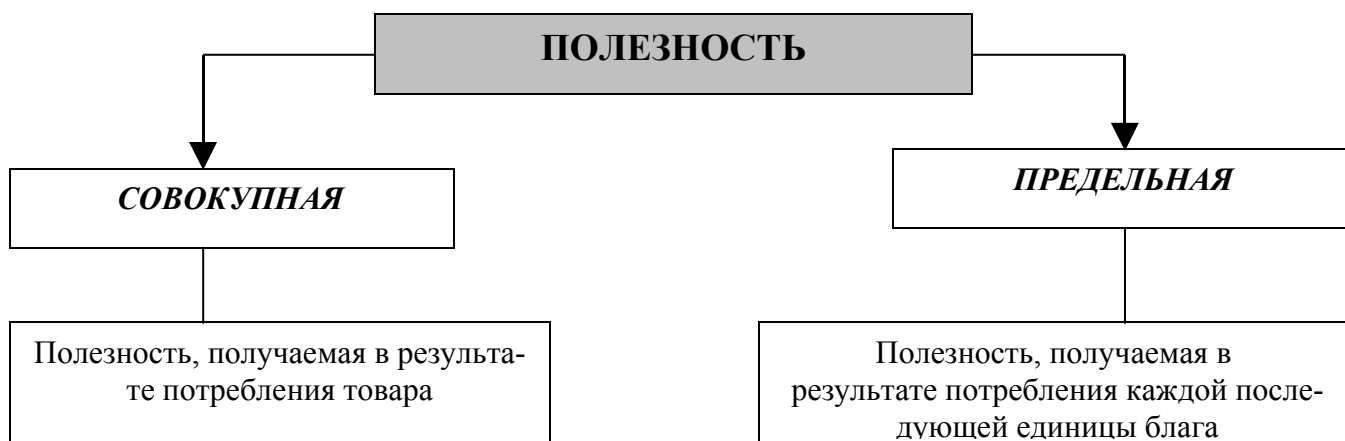 ПОЛЕЗНОСТЬ
СОВОКУПНАЯ
ПРЕДЕЛЬНАЯ
Полезность, получаемая в результа-
те потребления товара
Полезность, получаемая в
результате потребления каждой после-
дующей единицы блага